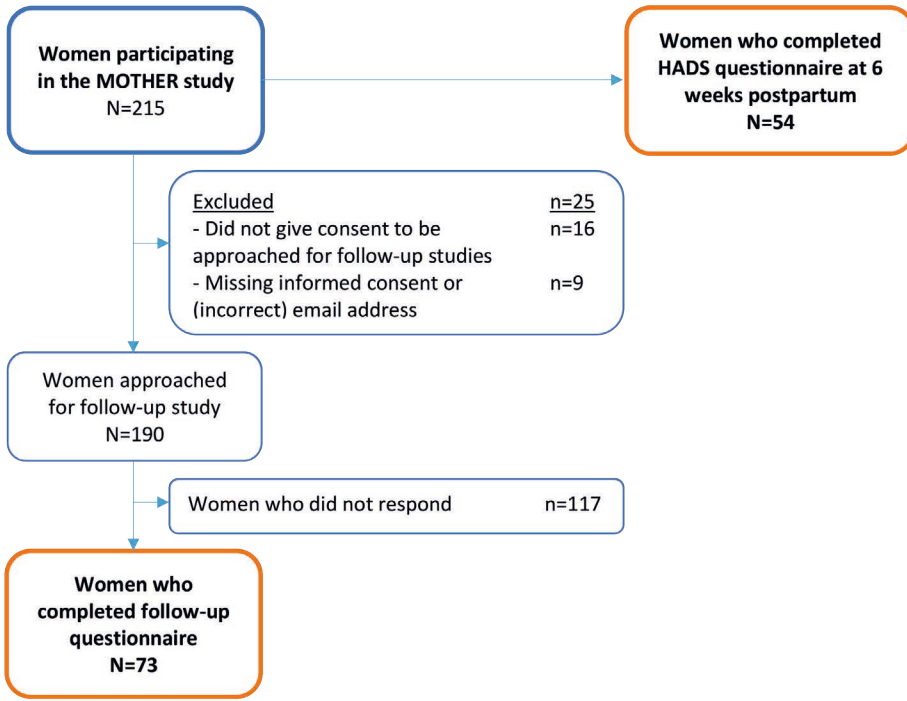 Women participating
in the MOTHER study
N=215
Women who completed
HADS questionnaire at 6
weeks postpartum
N=54
Excluded n=25
- Did not give consent to be n=16
approached for follow-up studies
- Missing informed consent or n=9
(incorrect) email address
Women approached
for follow-up study
N=190
Women who did not respond n=117
Women who
completed follow-up
questionnaire
N=73